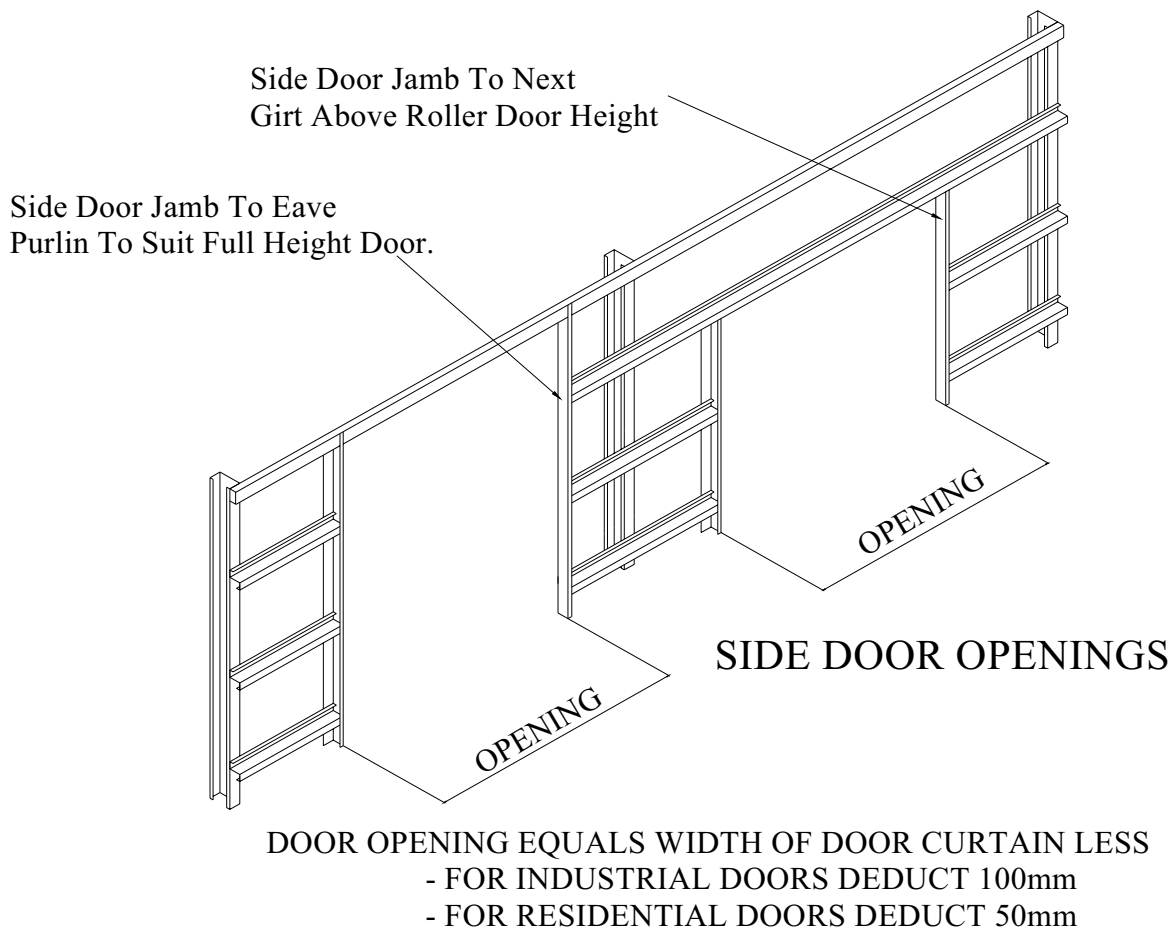 Side Door Jamb To Next
Girt Above Roller Door Height
Side Door Jamb To Eave
Purlin To Suit Full Height Door.
OPENING
SIDE DOOR OPENINGS
OPENING
DOOR OPENING EQUALS WIDTH OF DOOR CURTAIN LESS
- FOR INDUSTRIAL DOORS DEDUCT 100mm
- FOR RESIDENTIAL DOORS DEDUCT 50mm